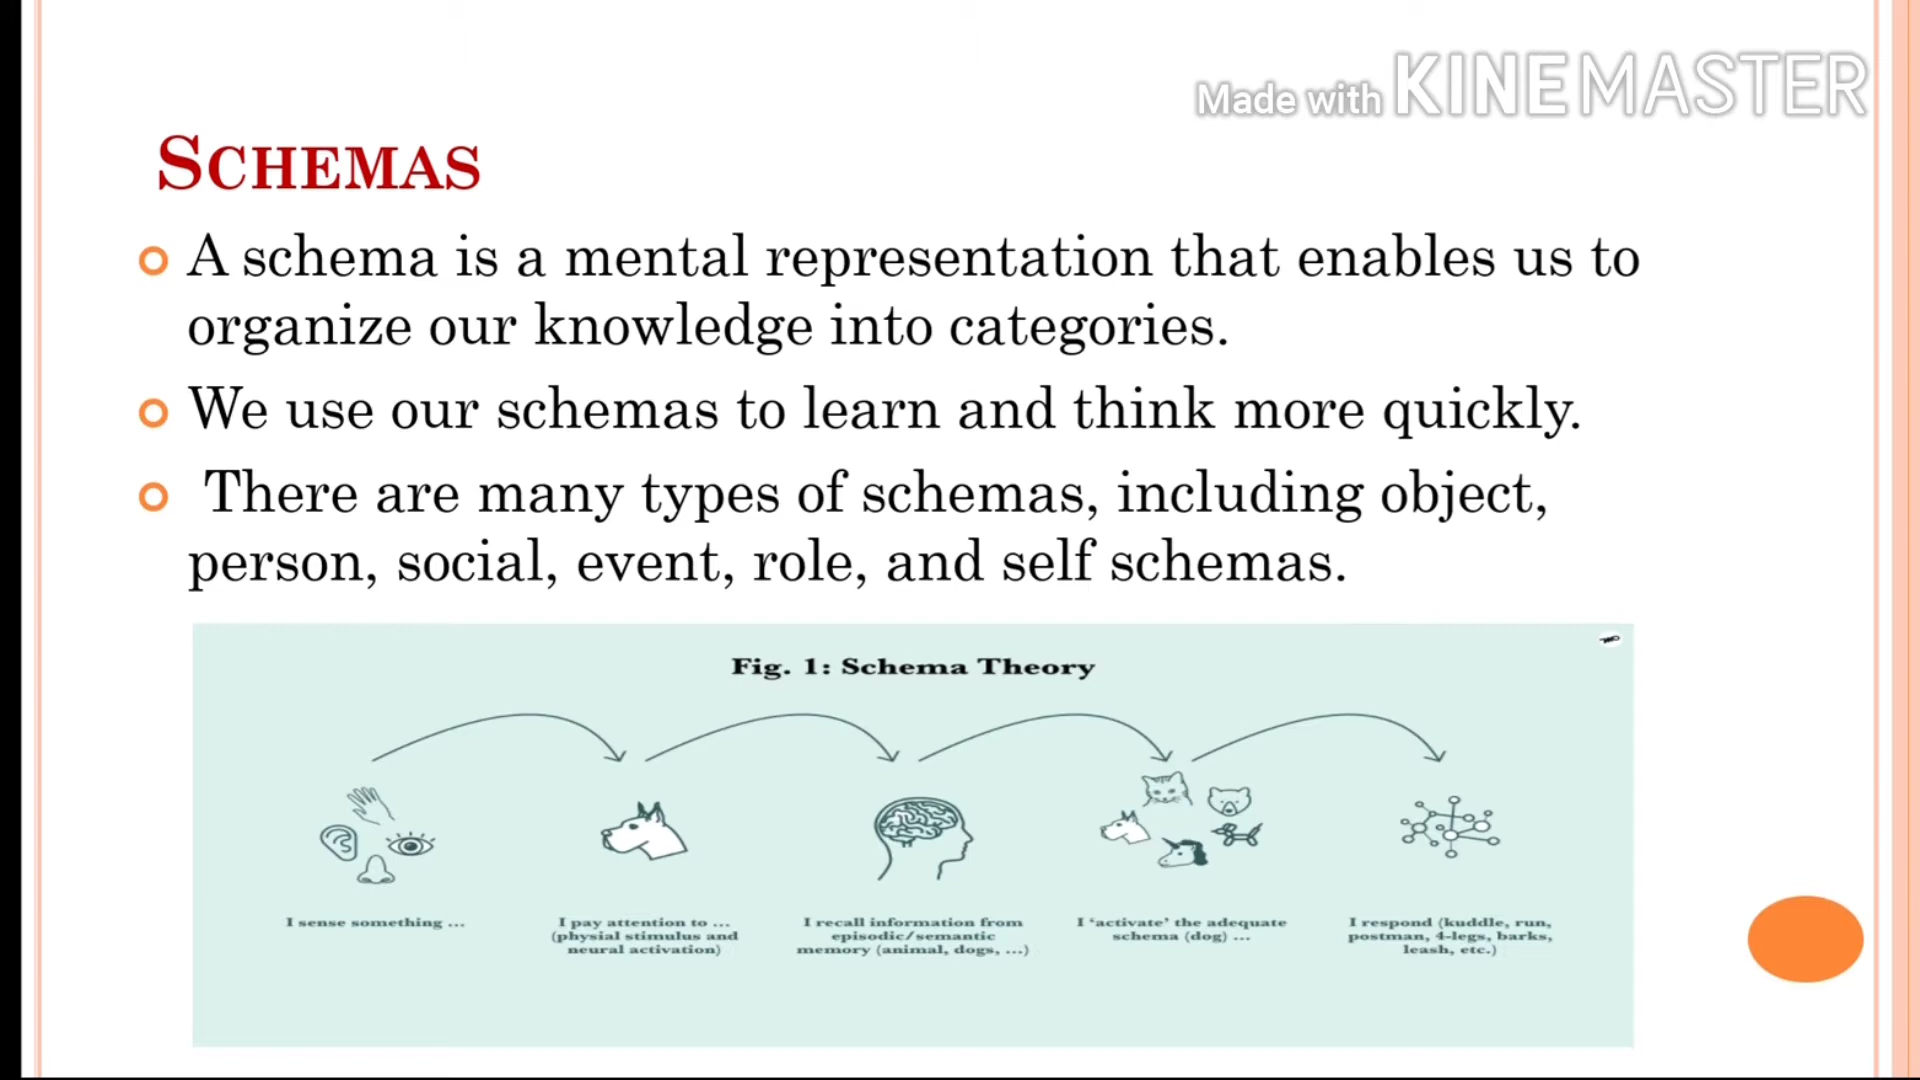 Made with KINEMASTER
SCHEMAS
A schema is a mental representation that enables us to
organize our knowledge into categories.
We use our schemas to learn and think more quickly.
There are many types of schemas, including object,
person, social, event, role, and self schemas.
Fig. 1: Schema Theory
I sense something ...
I pay attention to ...
(physial stimulus and
neural activation)
I recall information from
episodic/semantic
memory (animal, dogs, ...)
I 'activate' the adequate
schema (dog) ...
I respond (kuddle, run,
postman, 4-legs, barks,
leash, etc.)